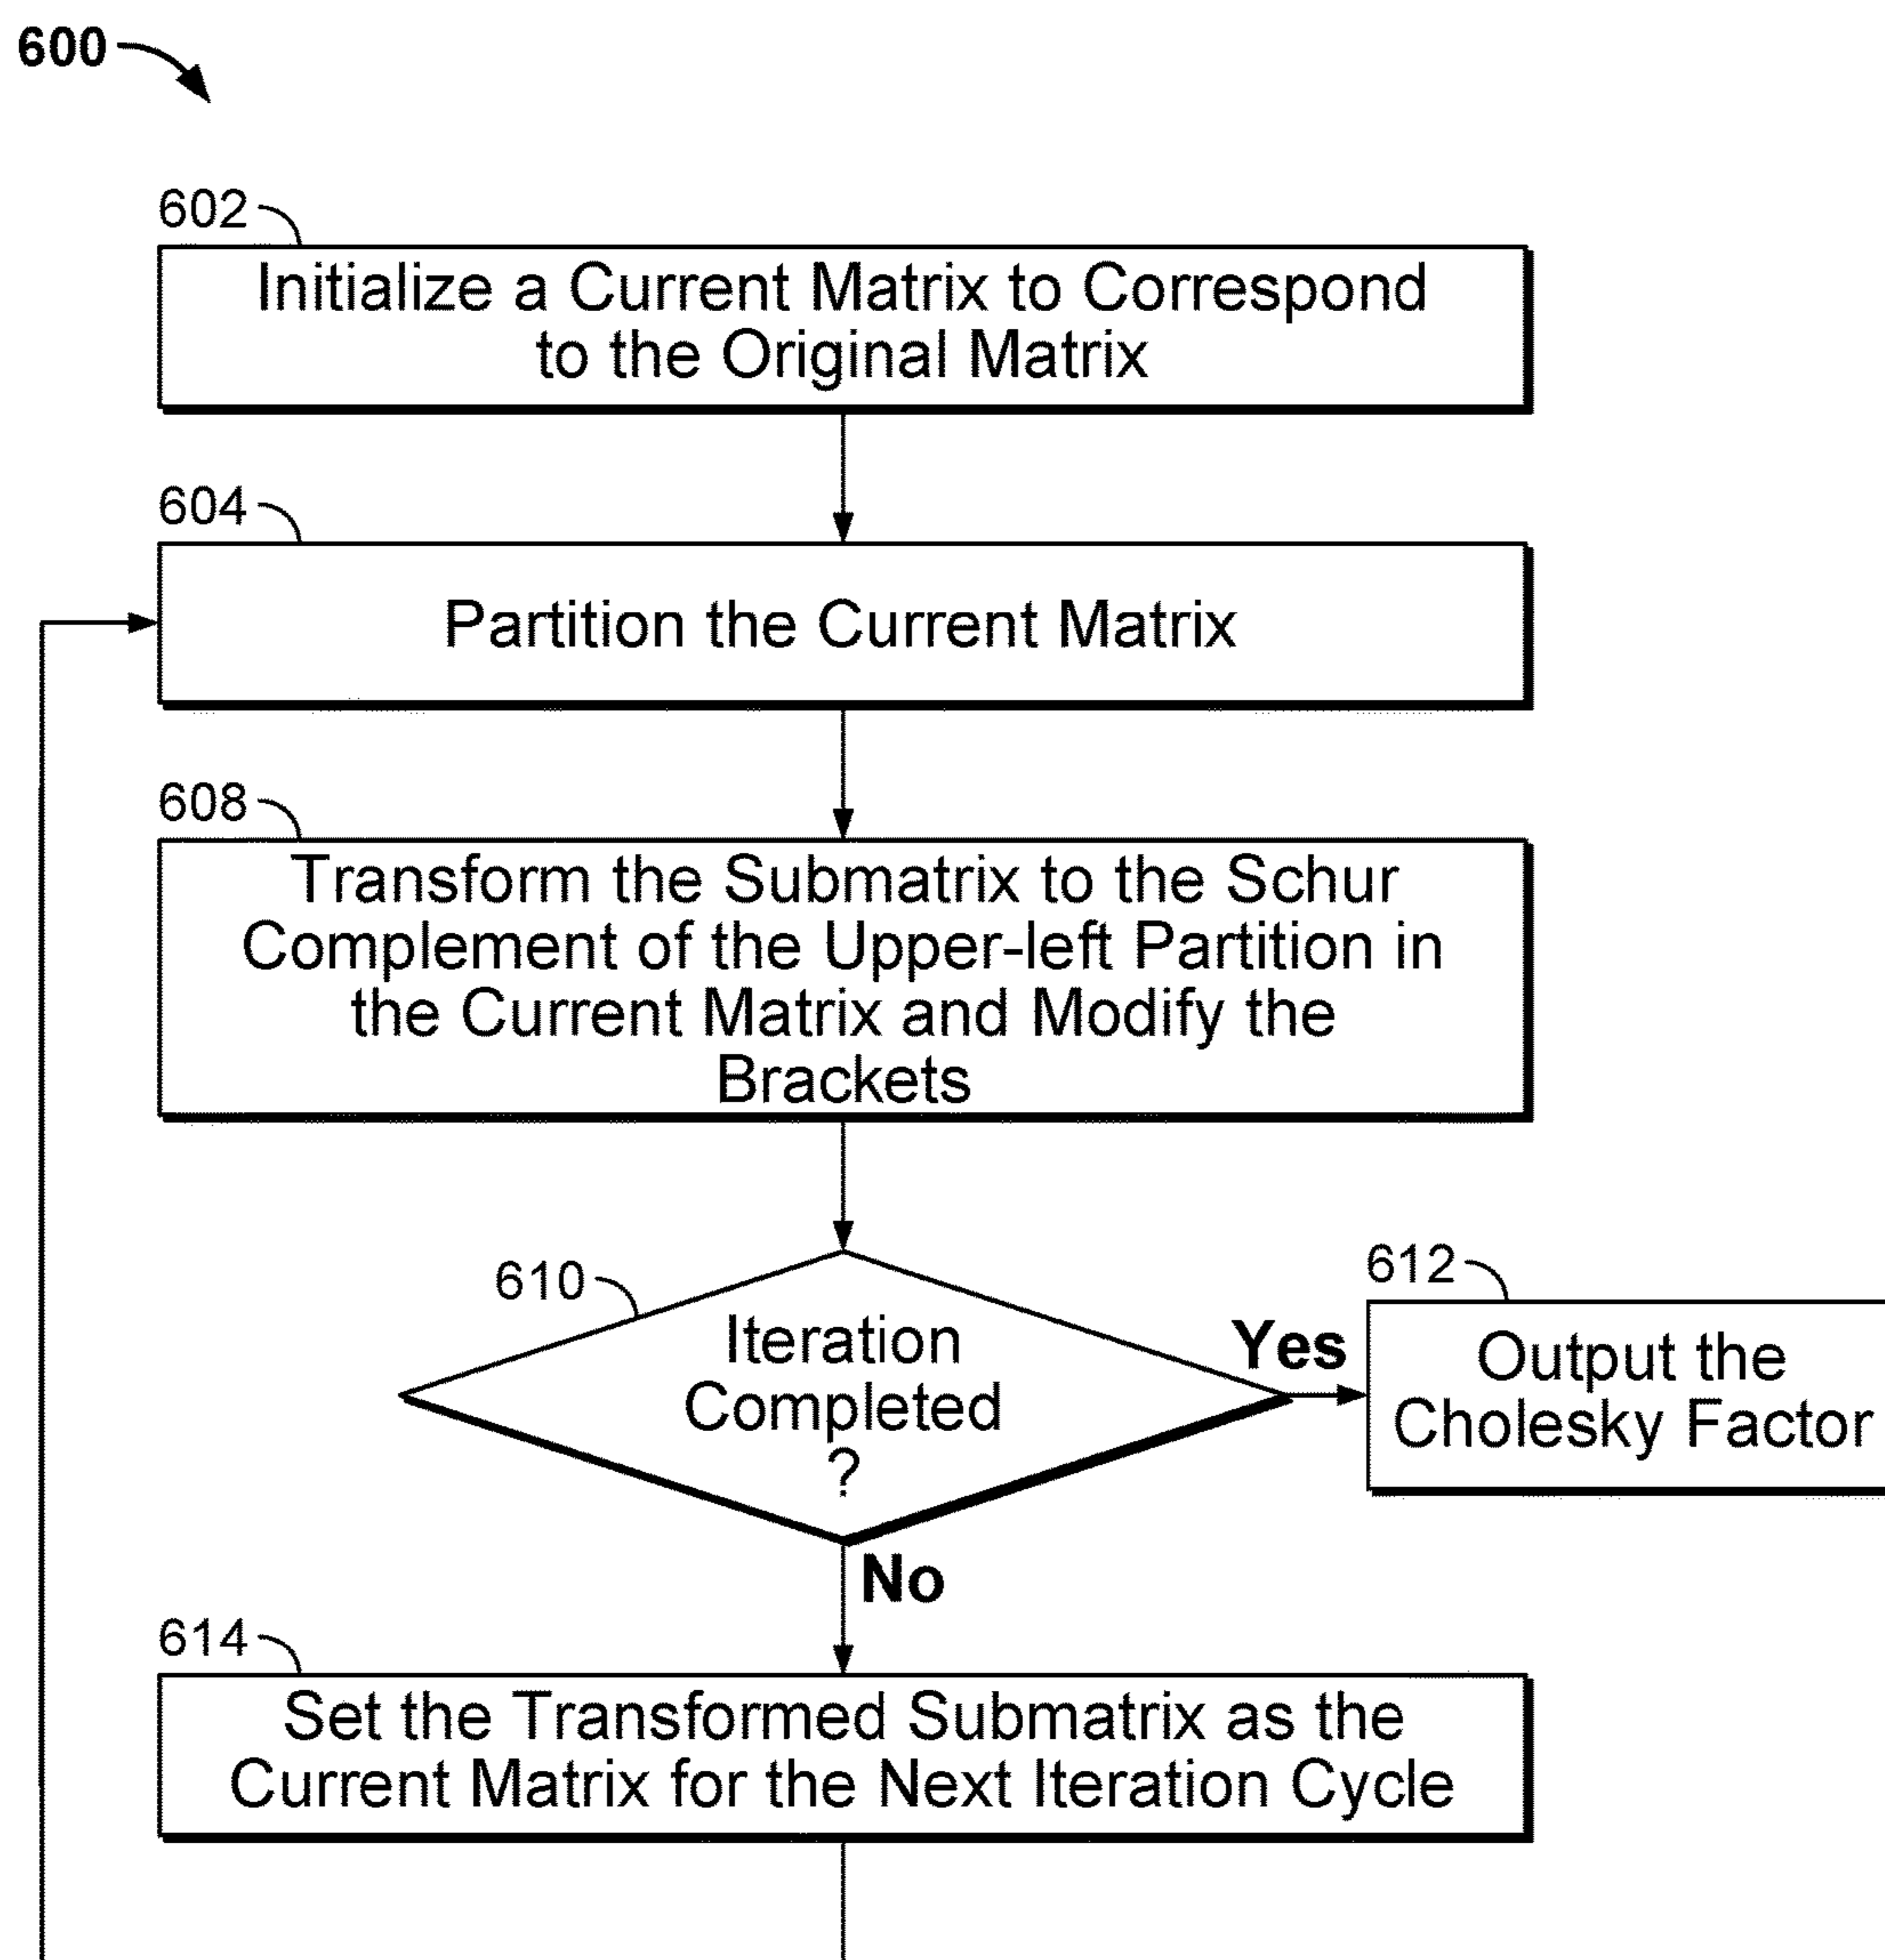 600
602
Initialize a Current Matrix to Correspond
to the Original Matrix
604
Partition the Current Matrix
608
Transform the Submatrix to the Schur
Complement of the Upper-left Partition in
the Current Matrix and Modify the
Brackets
610
Iteration
Completed
?
Yes
612
Output the
Cholesky Factor
No
614
Set the Transformed Submatrix as the
Current Matrix for the Next Iteration Cycle